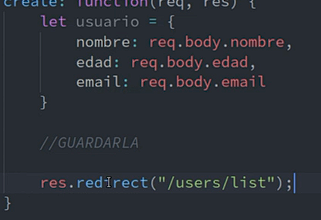 create: function(req, res) {
let usuario = {
nombre: req.body.nombre,
edad: req.body.edad,
email: req.body.email
}
//GUARDARLA
res.redirect("/users/list");
}